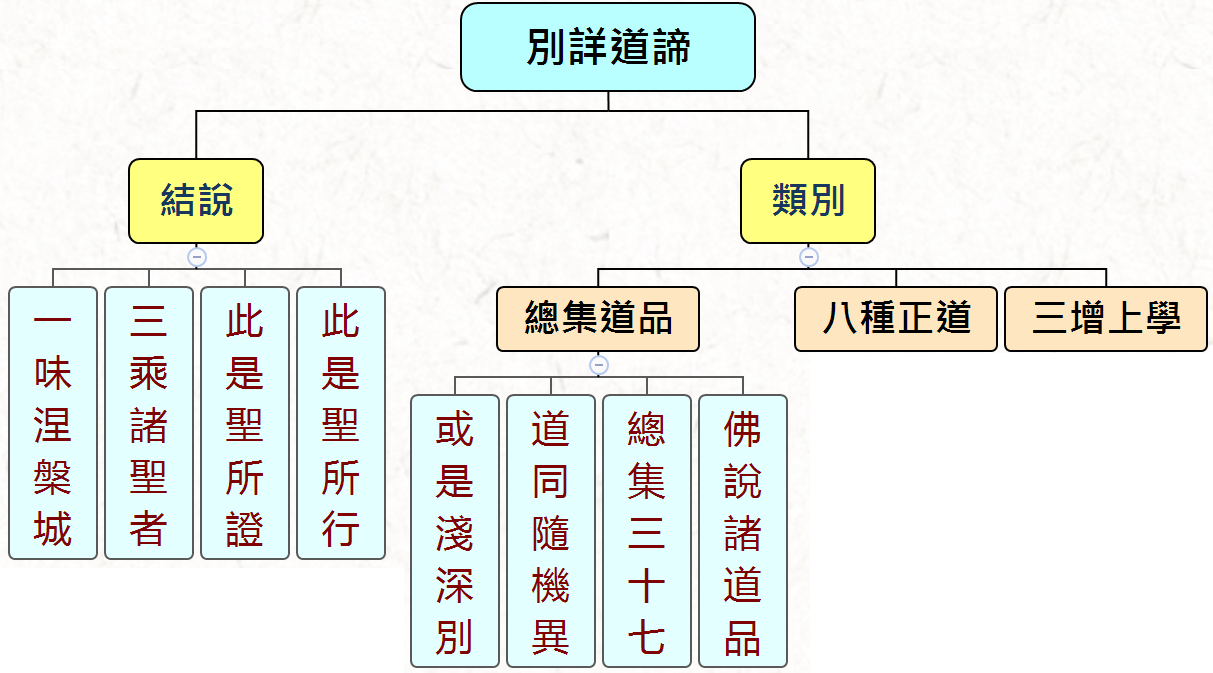 別詳道諦
類別
三增上學
八種正道
總集道品
佛說諸道品
總集三十七
道同隨機異
或是淺深別
結說
此是聖所行
此是聖所證
三乘諸聖者
一味涅槃城